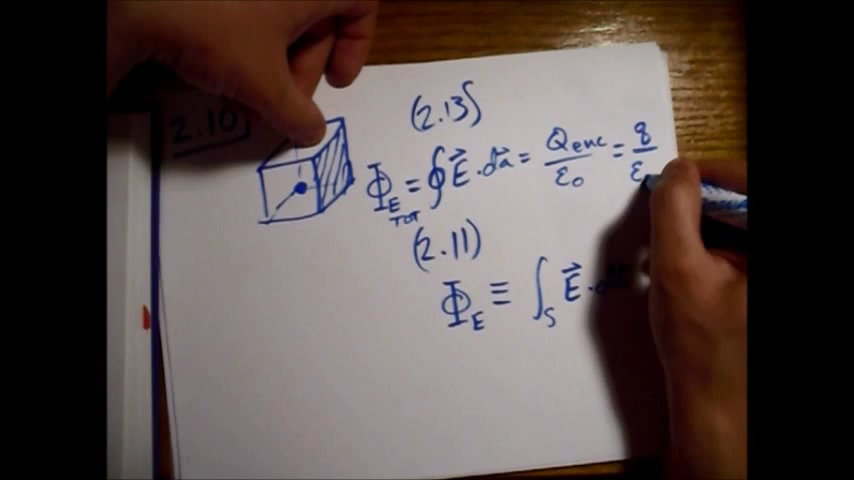 2.10
(2.13)
Φ_E TOT = ∮ E⃗ · da⃗ = Q_enc / ε₀ = q / ε
(2.11)
Φ_E ≡ ∫_S E⃗ · d